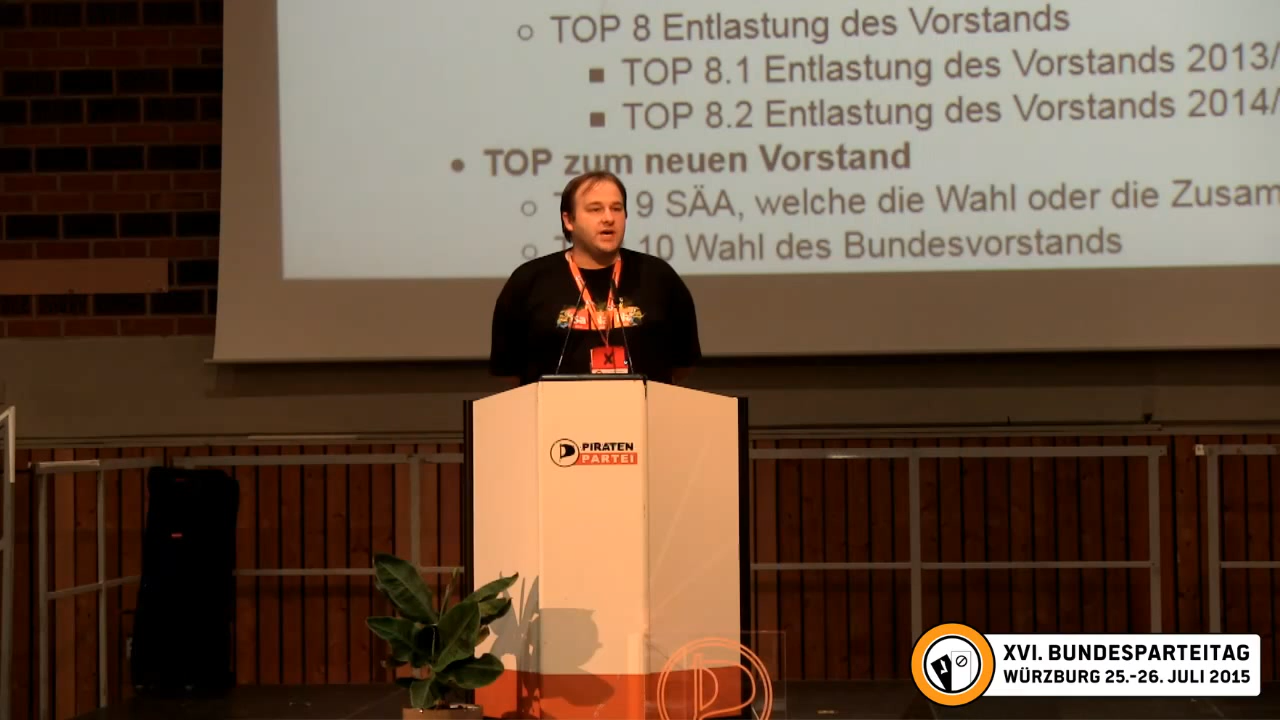 TOP 8 Entlastung des Vorstands
TOP 8.1 Entlastung des Vorstands 2013/
TOP 8.2 Entlastung des Vorstands 2014/
TOP zum neuen Vorstand
9 SÄA, welche die Wahl oder die Zusam
10 Wahl des Bundesvorstands
X
PIRATEN
PARTEI
XVI. BUNDESPARTEITAG
WÜRZBURG 25.-26. JULI 2015